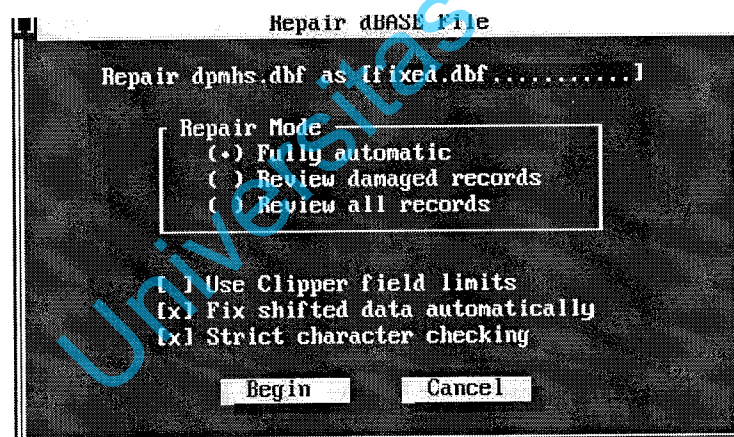 Repair dBASE File
Repair dpmhs.dbf as [fixed.dbf...........]
Repair Mode
(•) Fully automatic
( ) Review damaged records
( ) Review all records
[ ] Use Clipper field limits
[x] Fix shifted data automatically
[x] Strict character checking
Begin Cancel
Universitas